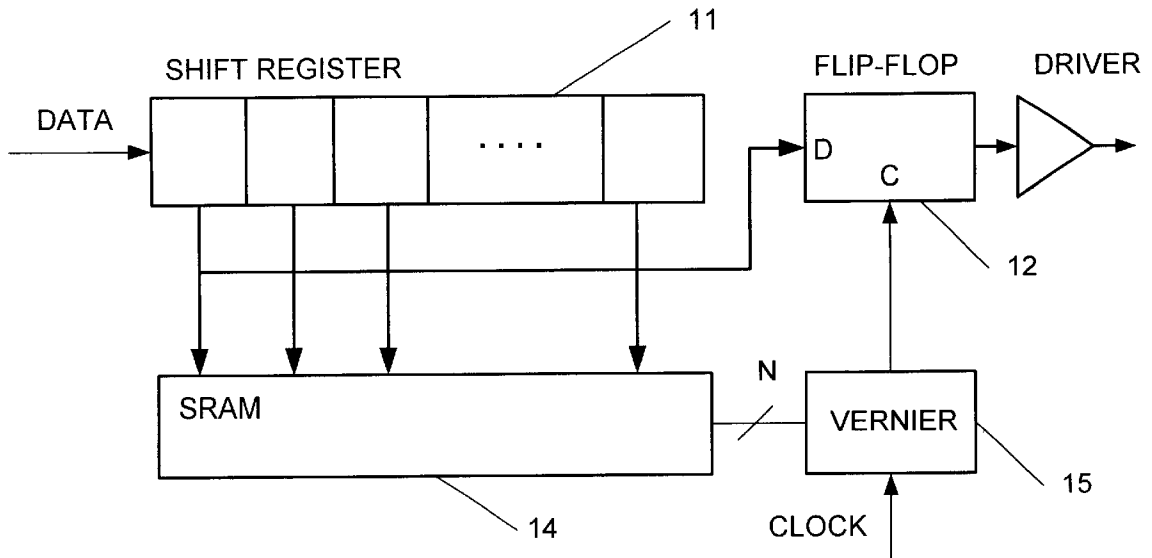 11
SHIFT REGISTER
FLIP-FLOP
DRIVER
DATA
....
D
C
12
N
SRAM
VERNIER
15
14
CLOCK